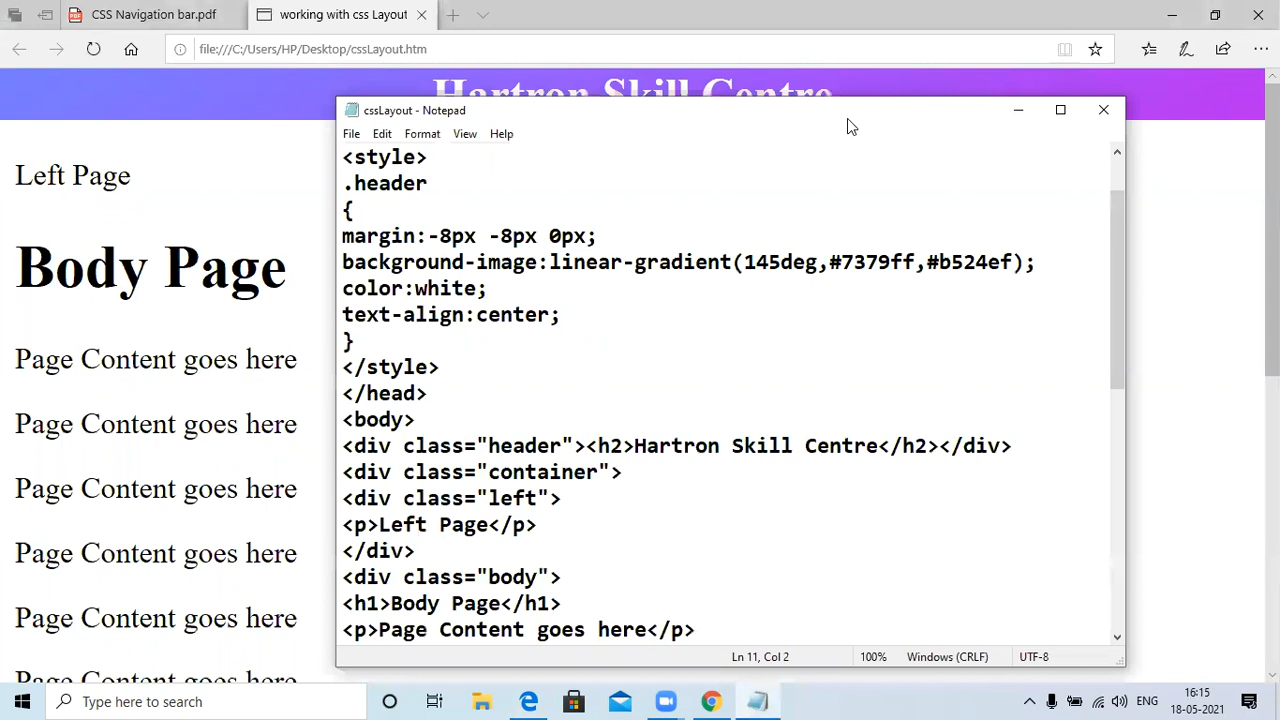 CSS Navigation bar.pdf
working with css Layout
file:///C:/Users/HP/Desktop/cssLayout.htm
Hartron Skill Centre
Left Page
Body Page
Page Content goes here
Page Content goes here
Page Content goes here
Page Content goes here
Page Content goes here
Page Content goes here
cssLayout - Notepad
File Edit Format View Help
<style>
.header
{
margin:-8px -8px 0px;
background-image:linear-gradient(145deg,#7379ff,#b524ef);
color:white;
text-align:center;
}
</style>
</head>
<body>
<div class="header"><h2>Hartron Skill Centre</h2></div>
<div class="container">
<div class="left">
<p>Left Page</p>
</div>
<div class="body">
<h1>Body Page</h1>
<p>Page Content goes here</p>
Ln 11, Col 2 100% Windows (CRLF) UTF-8
Type here to search
ENG
16:15
18-05-2021